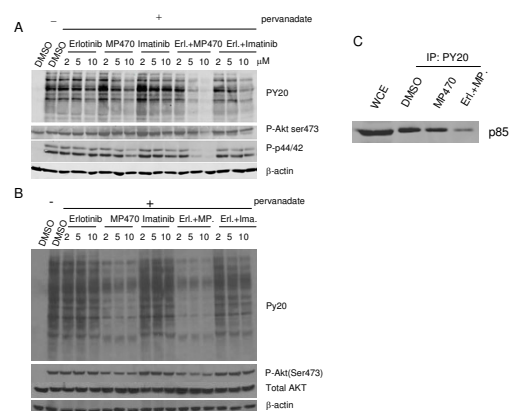 A
– + pervanadate
Erlotinib MP470 Imatinib Erl.+MP470 Erl.+Imatinib
DMSO DMSO 2 5 10 2 5 10 2 5 10 2 5 10 2 5 10 μM
PY20
P-Akt ser473
P-p44/42
β-actin
B
- + pervanadate
Erlotinib MP470 Imatinib Erl.+MP. Erl.+Ima.
DMSO DMSO 2 5 10 2 5 10 2 5 10 2 5 10 2 5 10
Py20
P-Akt(Ser473)
Total AKT
β-actin
C
IP: PY20
WCE DMSO MP470 Erl.+MP.
p85